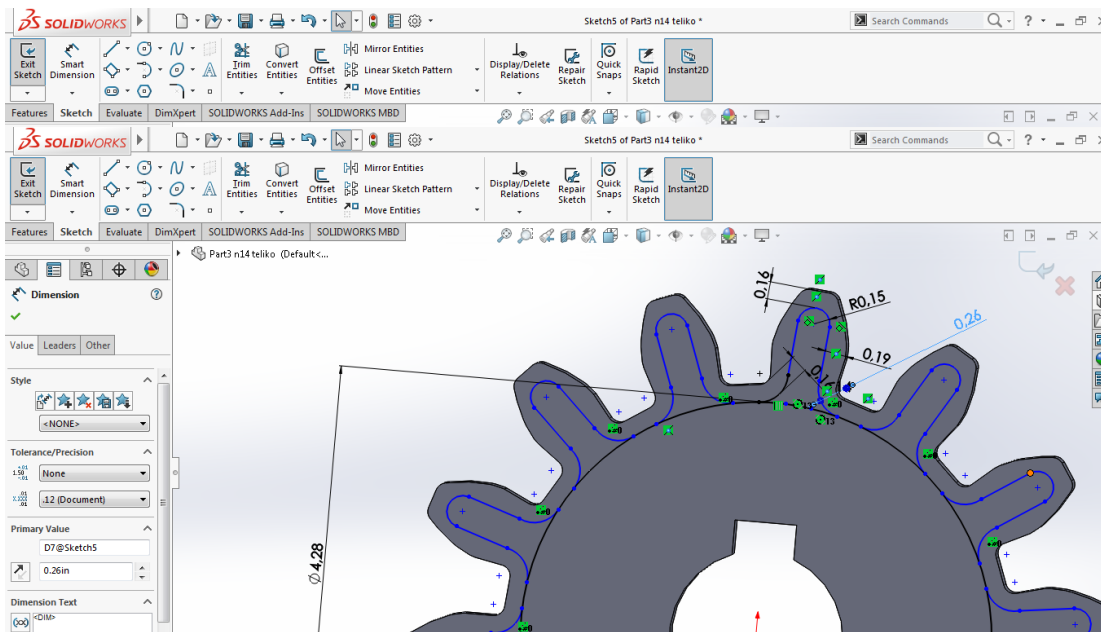 SOLIDWORKS
Sketch5 of Part3 n14 teliko *
Search Commands
Exit Sketch
Smart Dimension
Trim Entities
Convert Entities
Offset Entities
Mirror Entities
Linear Sketch Pattern
Move Entities
Display/Delete Relations
Repair Sketch
Quick Snaps
Rapid Sketch
Instant2D
Features Sketch Evaluate DimXpert SOLIDWORKS Add-Ins SOLIDWORKS MBD
SOLIDWORKS
Sketch5 of Part3 n14 teliko *
Search Commands
Exit Sketch
Smart Dimension
Trim Entities
Convert Entities
Offset Entities
Mirror Entities
Linear Sketch Pattern
Move Entities
Display/Delete Relations
Repair Sketch
Quick Snaps
Rapid Sketch
Instant2D
Features Sketch Evaluate DimXpert SOLIDWORKS Add-Ins SOLIDWORKS MBD
Part3 n14 teliko (Default<...
Dimension
Value Leaders Other
Style
<NONE>
Tolerance/Precision
None
.12 (Document)
Primary Value
D7@Sketch5
0.26in
Dimension Text
<DIM>
0,16
R0,15
0,26
0,19
13
13
Ø4,28